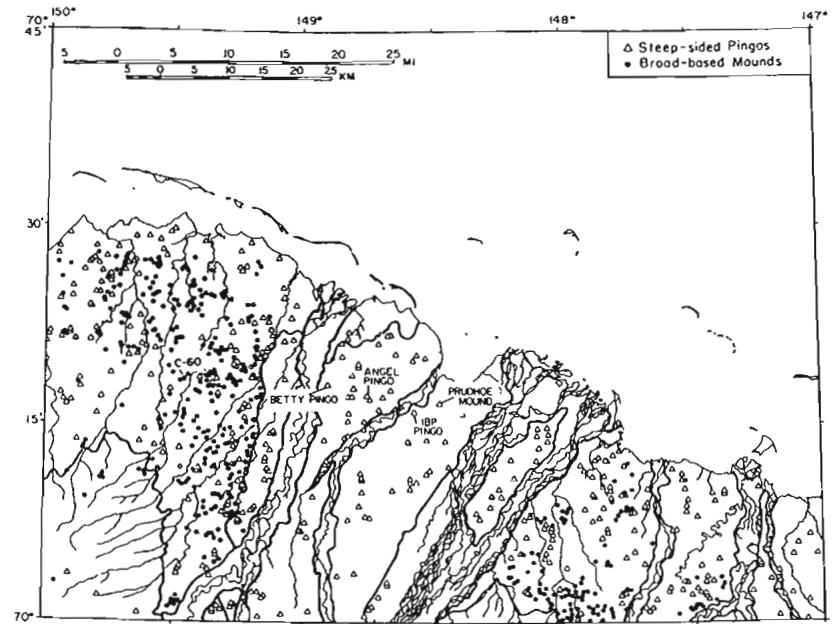 70° 150°
149°
148°
147°
45'
5 0 5 10 15 20 25 MI
5 0 5 10 15 20 25 KM
△ Steep-sided Pingos
• Broad-based Mounds
30'
C-60
ANGEL
PINGO
BETTY PINGO
PRUDHOE
MOUND
IBP
PINGO
15'
70°